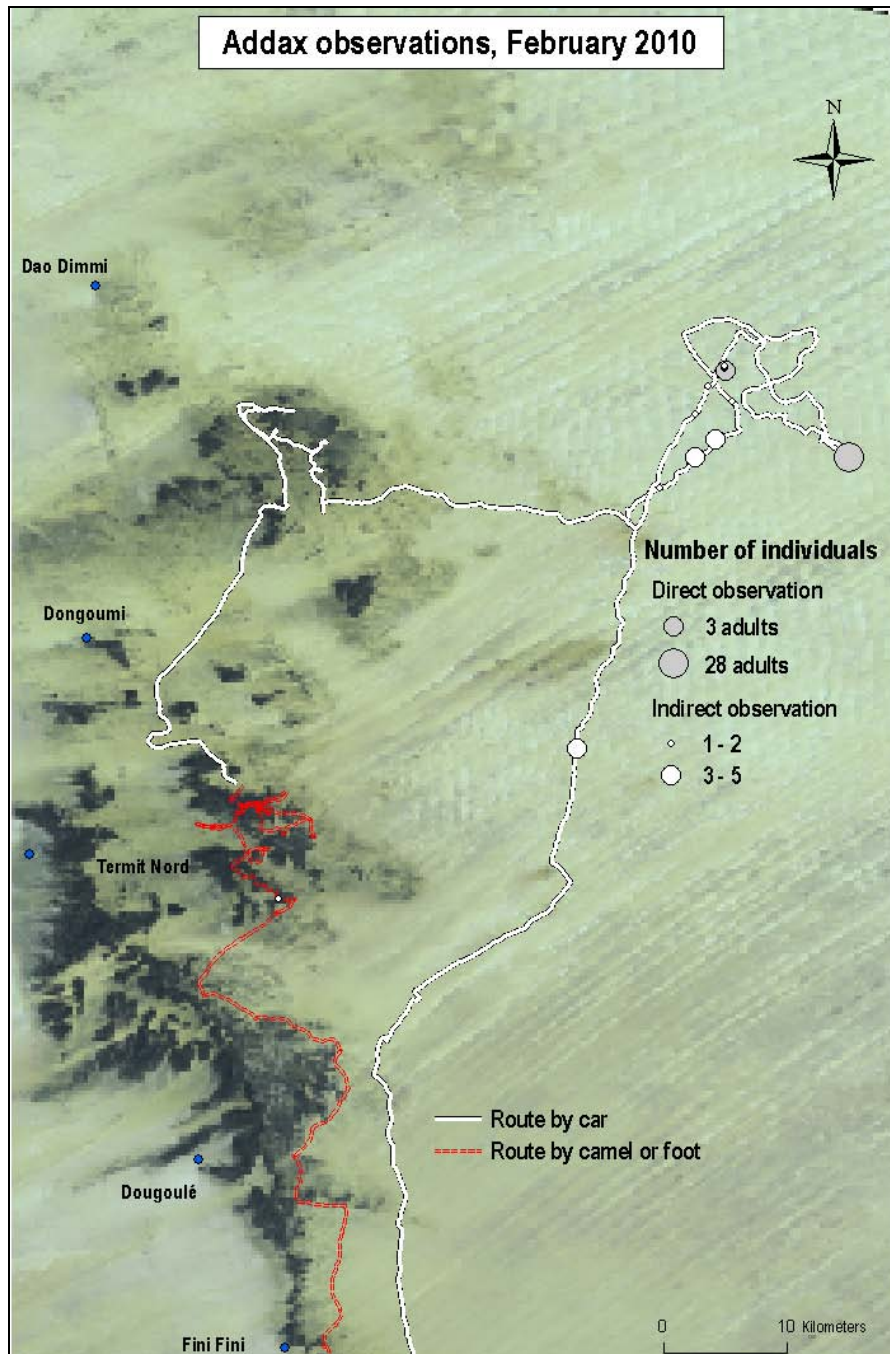 Addax observations, February 2010
N
Dao Dimmi
Number of individuals
Direct observation
3 adults
28 adults
Dongoumi
Indirect observation
1 - 2
3 - 5
Termit Nord
Route by car
Route by camel or foot
Dougoulé
Fini Fini
0 10 Kilometers